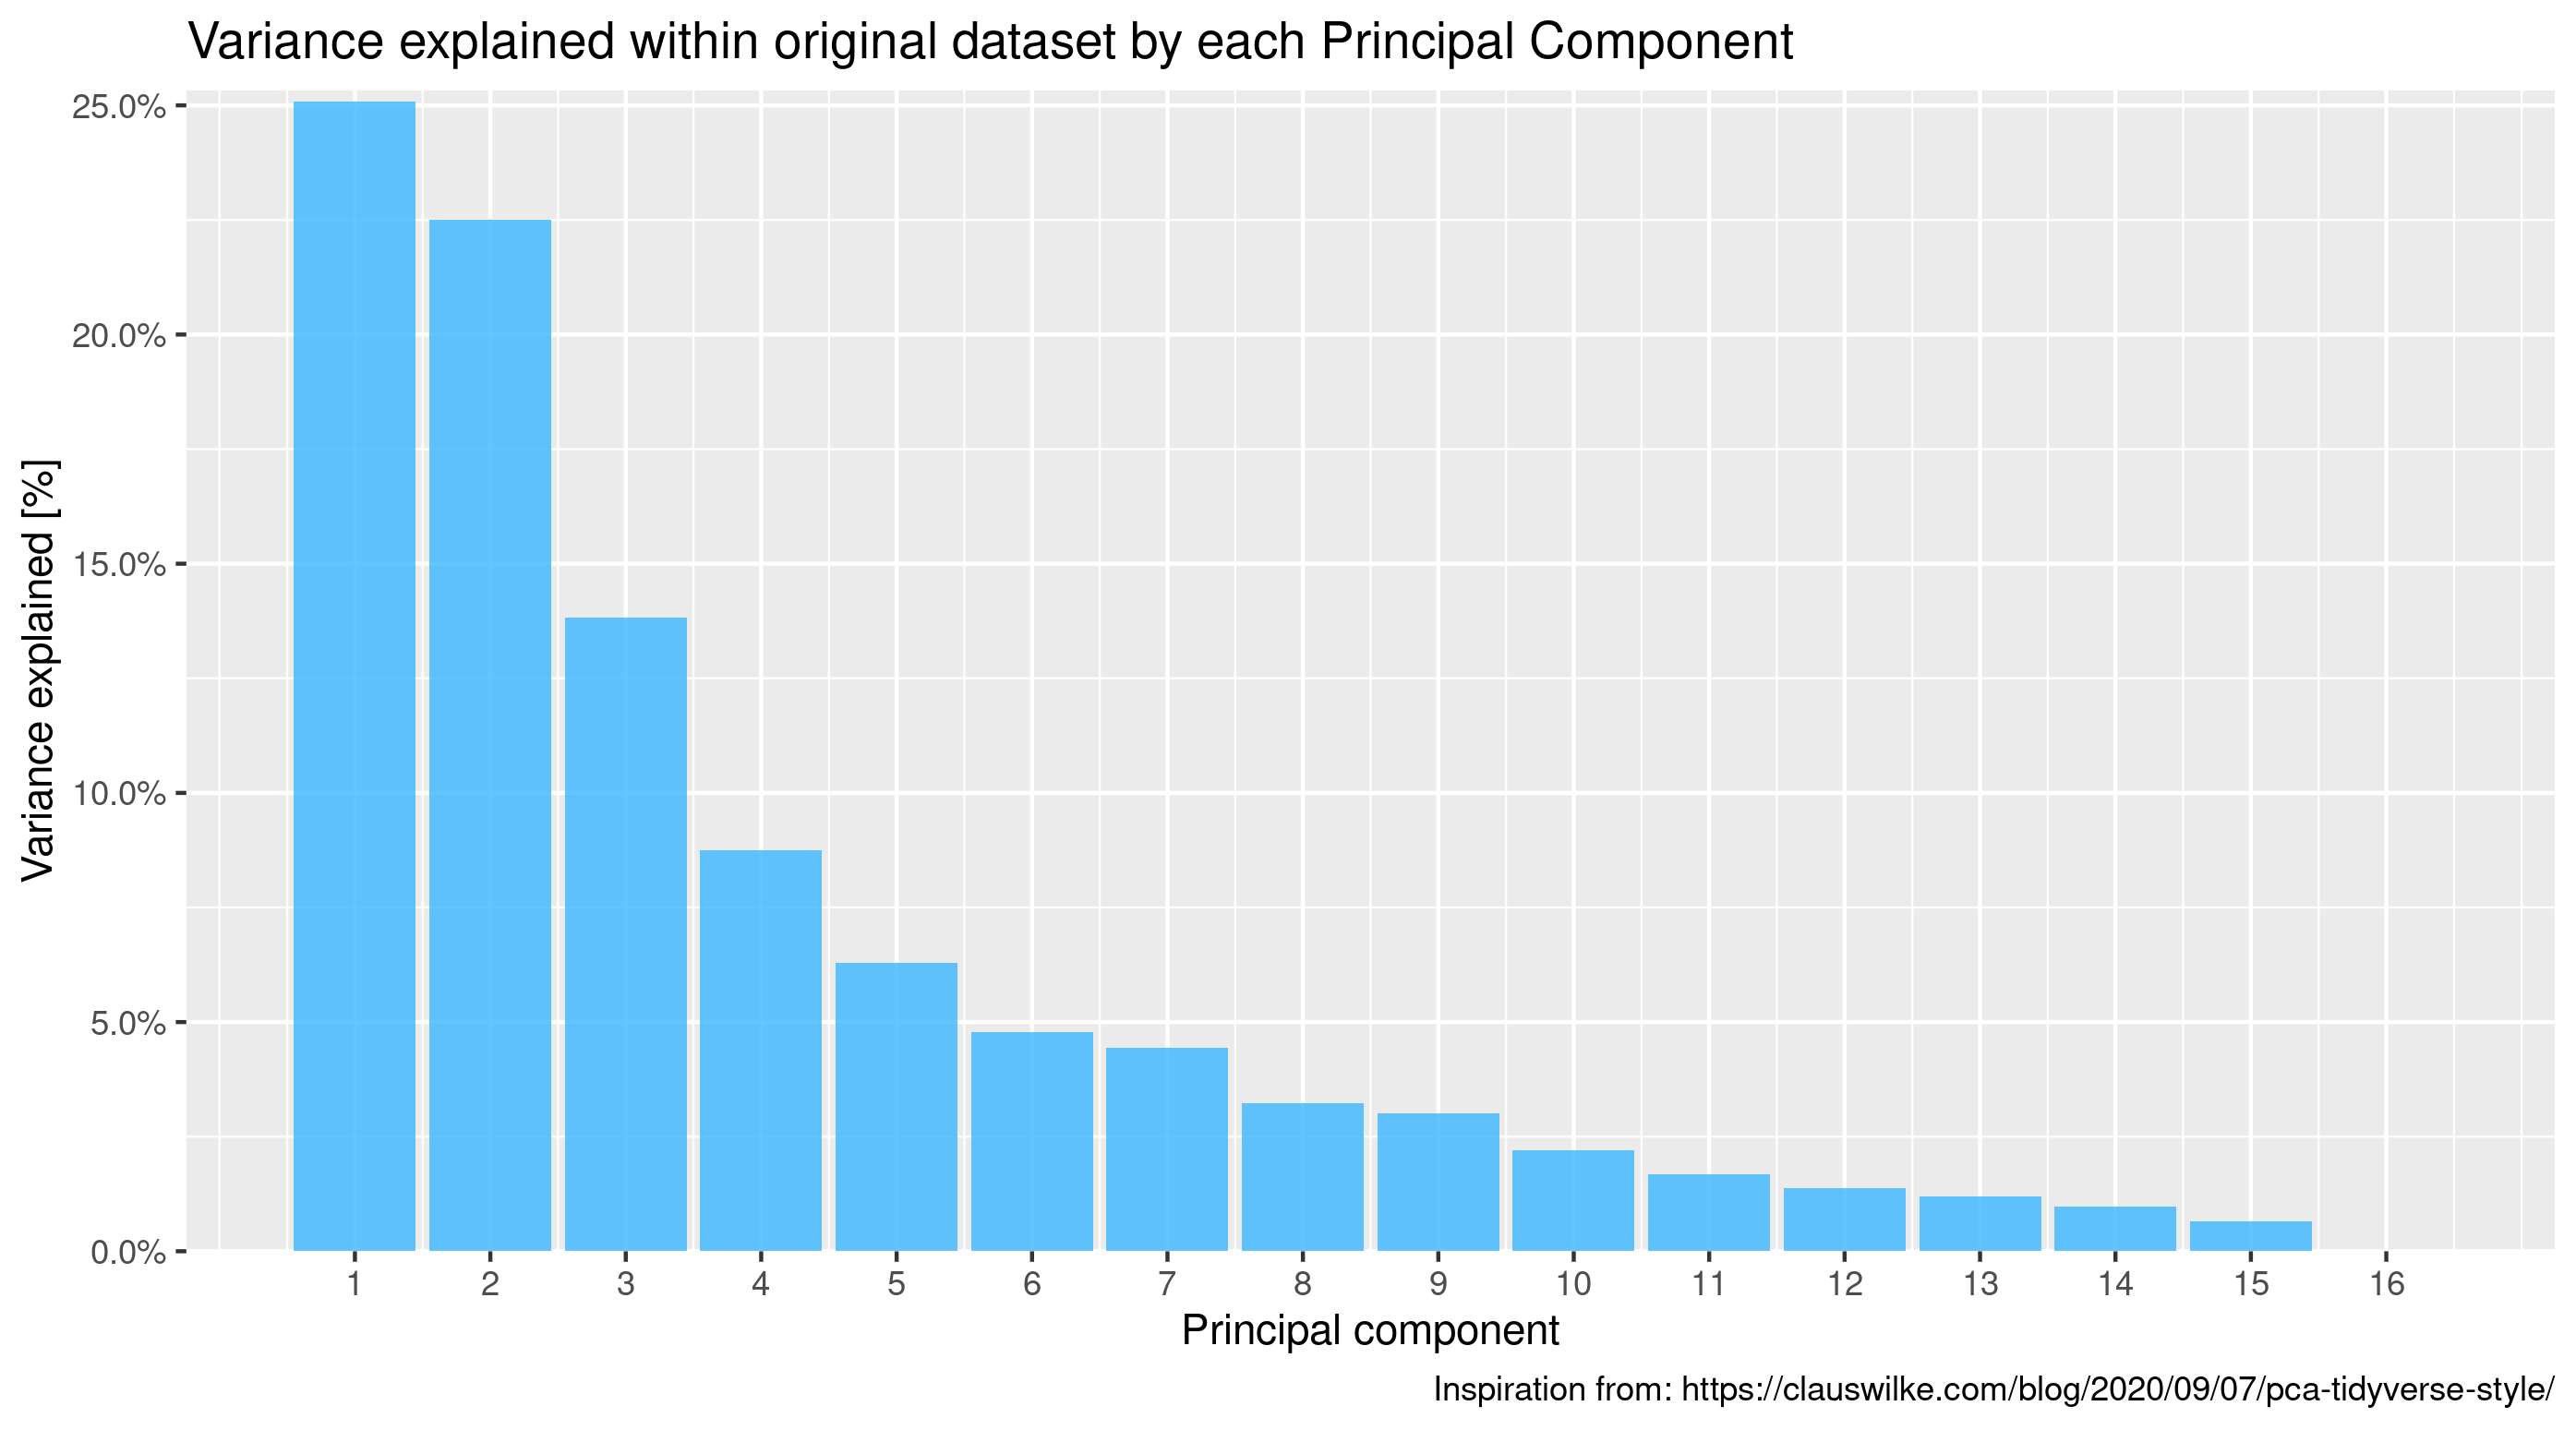 Variance explained within original dataset by each Principal Component
Variance explained [%]
25.0%
20.0%
15.0%
10.0%
5.0%
0.0%
1 2 3 4 5 6 7 8 9 10 11 12 13 14 15 16
Principal component
Inspiration from: https://clauswilke.com/blog/2020/09/07/pca-tidyverse-style/